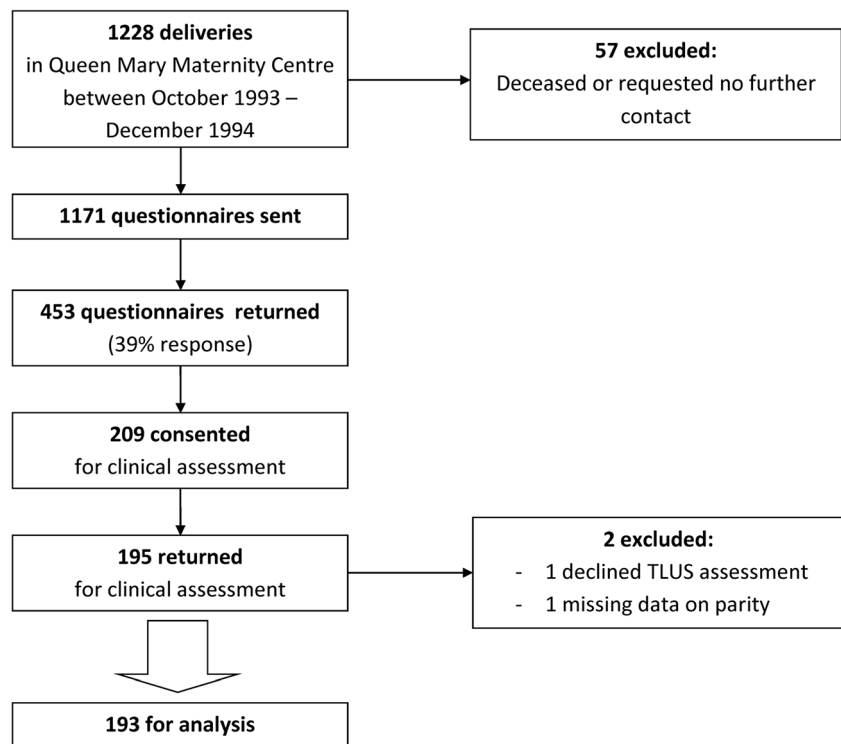 1228 deliveries
in Queen Mary Maternity Centre
between October 1993 –
December 1994
57 excluded:
Deceased or requested no further
contact
1171 questionnaires sent
453 questionnaires returned
(39% response)
209 consented
for clinical assessment
195 returned
for clinical assessment
2 excluded:
- 1 declined TLUS assessment
- 1 missing data on parity
193 for analysis